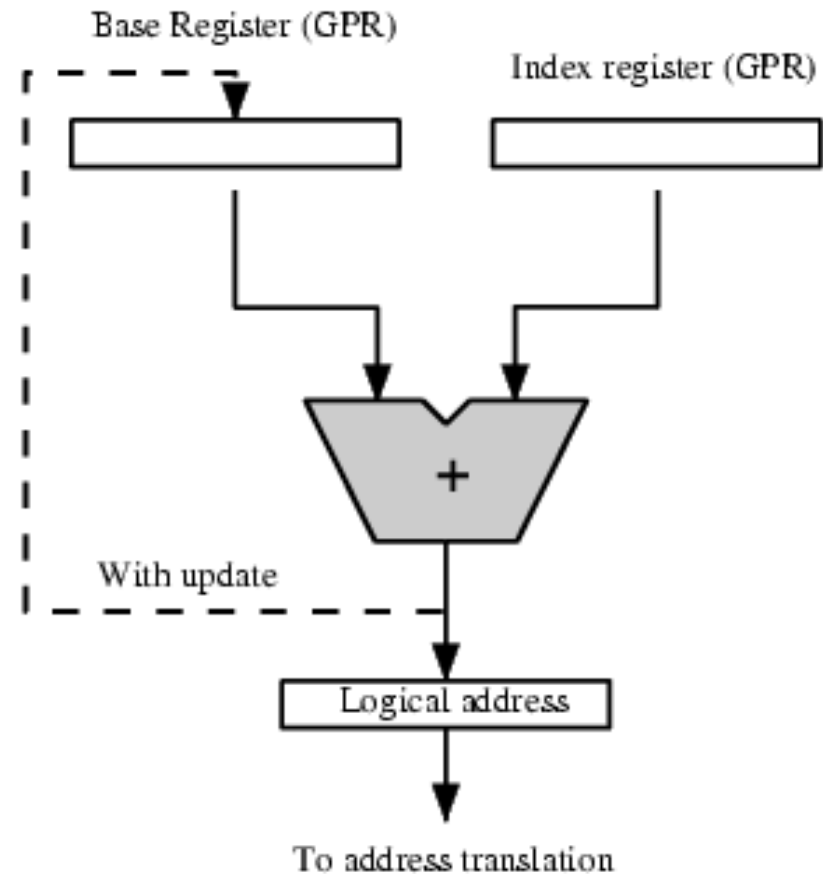 Base Register (GPR)
Index register (GPR)
+
With update
Logical address
To address translation